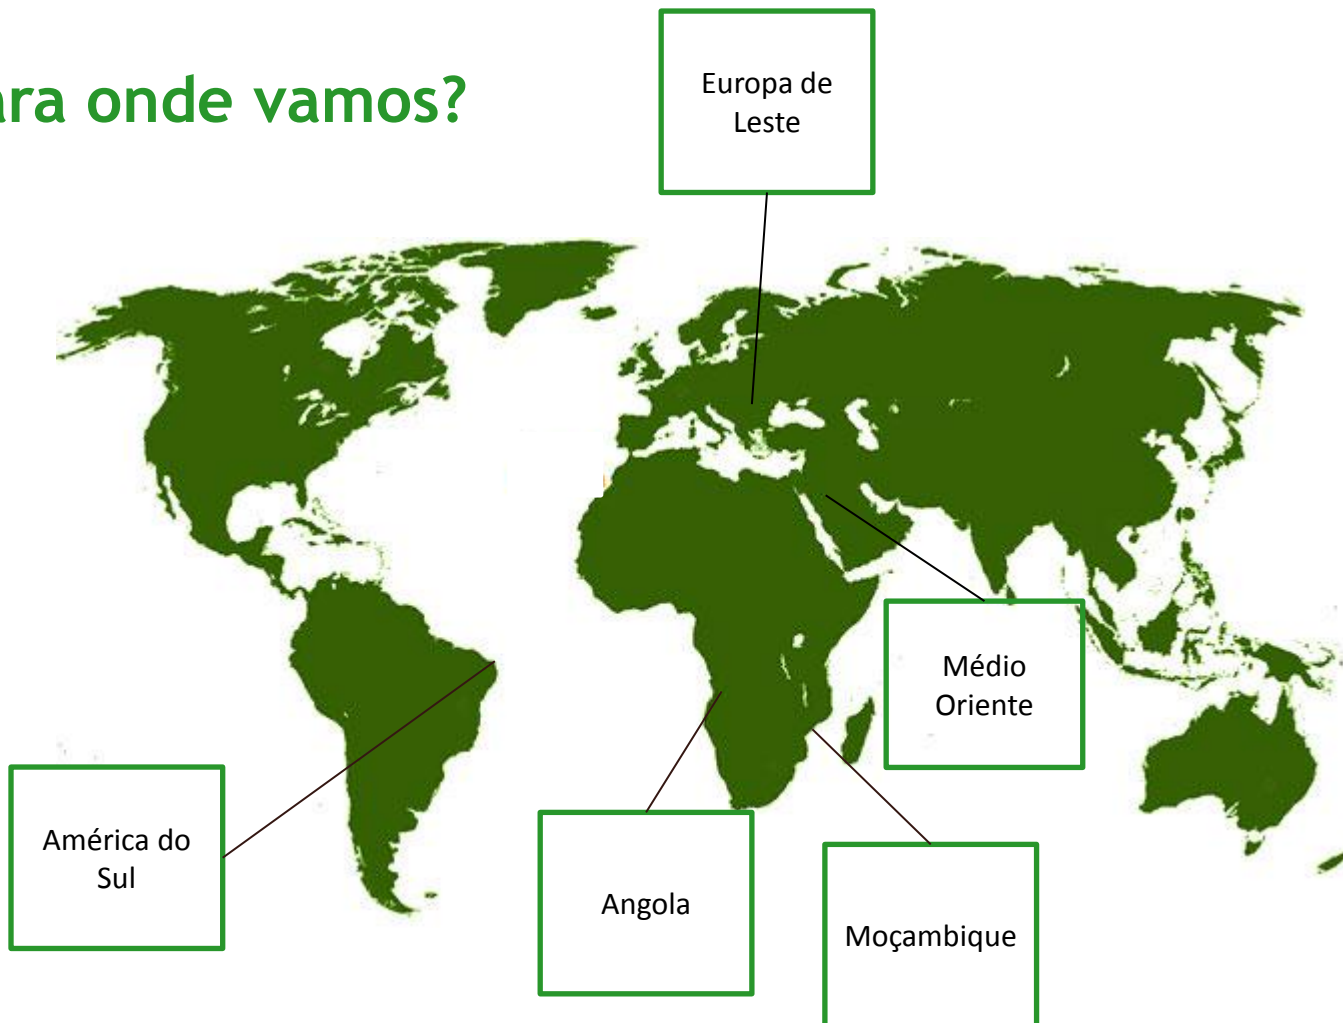 ara onde vamos?
Europa de
Leste
Médio
Oriente
América do
Sul
Angola
Moçambique